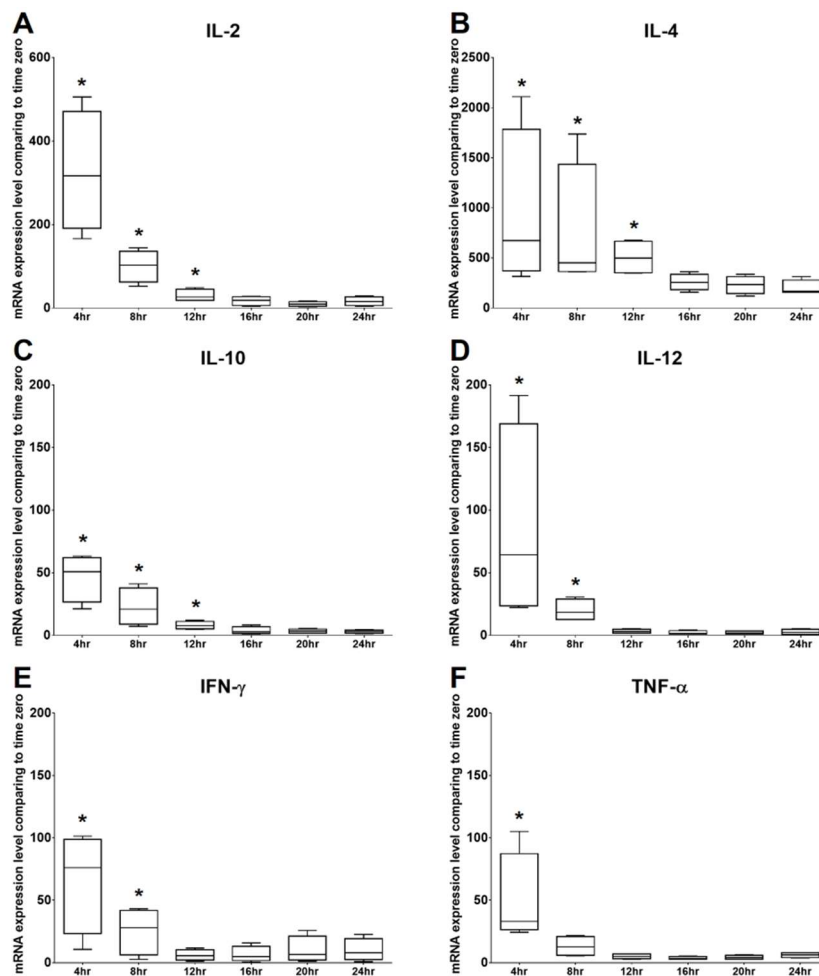 A
IL-2
mRNA expression level comparing to time zero
600
400
200
0
*
*
*
4hr 8hr 12hr 16hr 20hr 24hr
B
IL-4
mRNA expression level comparing to time zero
2500
2000
1500
1000
500
0
*
*
*
4hr 8hr 12hr 16hr 20hr 24hr
C
IL-10
mRNA expression level comparing to time zero
200
150
100
50
0
*
*
*
4hr 8hr 12hr 16hr 20hr 24hr
D
IL-12
mRNA expression level comparing to time zero
200
150
100
50
0
*
*
4hr 8hr 12hr 16hr 20hr 24hr
E
IFN-γ
mRNA expression level comparing to time zero
200
150
100
50
0
*
*
4hr 8hr 12hr 16hr 20hr 24hr
F
TNF-α
mRNA expression level comparing to time zero
200
150
100
50
0
*
4hr 8hr 12hr 16hr 20hr 24hr